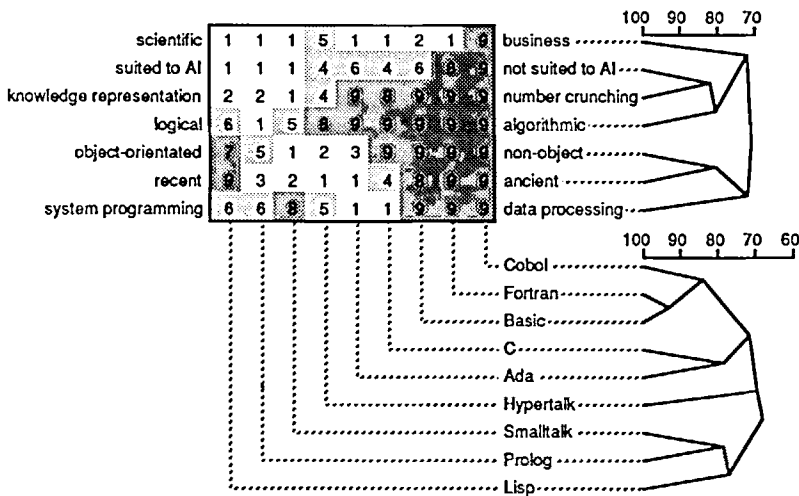 100 90 80 70
scientific 1 1 1 5 1 1 2 1 9 business
suited to AI 1 1 1 4 6 4 6 8 9 not suited to AI
knowledge representation 2 2 1 4 9 8 9 9 9 number crunching
logical 6 1 5 8 9 9 9 9 9 algorithmic
object-orientated 7 5 1 2 3 9 9 9 9 non-object
recent 9 3 2 1 1 4 8 9 9 ancient
system programming 6 6 8 5 1 1 9 9 9 data processing
100 90 80 70 60
Cobol
Fortran
Basic
C
Ada
Hypertalk
Smalltalk
Prolog
Lisp